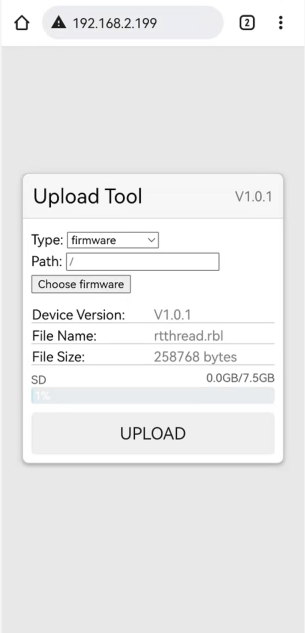 192.168.2.199
2
Upload Tool V1.0.1
Type: firmware
Path: /
Choose firmware
Device Version: V1.0.1
File Name: rtthread.rbl
File Size: 258768 bytes
SD 0.0GB/7.5GB
1%
UPLOAD